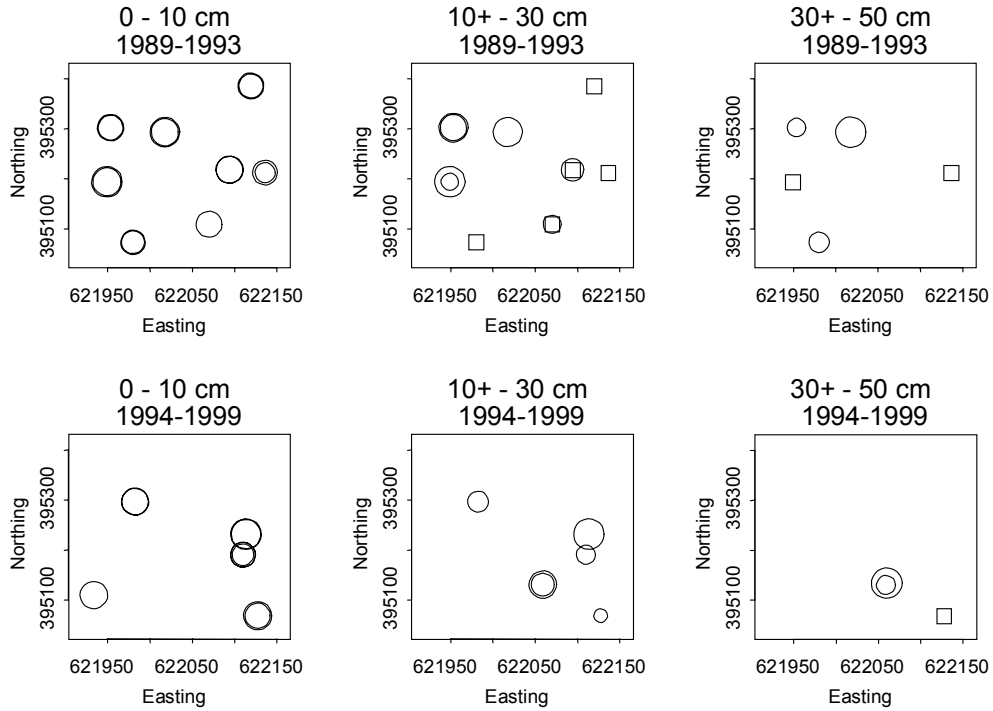 0 - 10 cm
1989-1993
Northing
395300
395100
621950 622050 622150
Easting
10+ - 30 cm
1989-1993
Northing
395300
395100
621950 622050 622150
Easting
30+ - 50 cm
1989-1993
Northing
395300
395100
621950 622050 622150
Easting
0 - 10 cm
1994-1999
Northing
395300
395100
621950 622050 622150
Easting
10+ - 30 cm
1994-1999
Northing
395300
395100
621950 622050 622150
Easting
30+ - 50 cm
1994-1999
Northing
395300
395100
621950 622050 622150
Easting